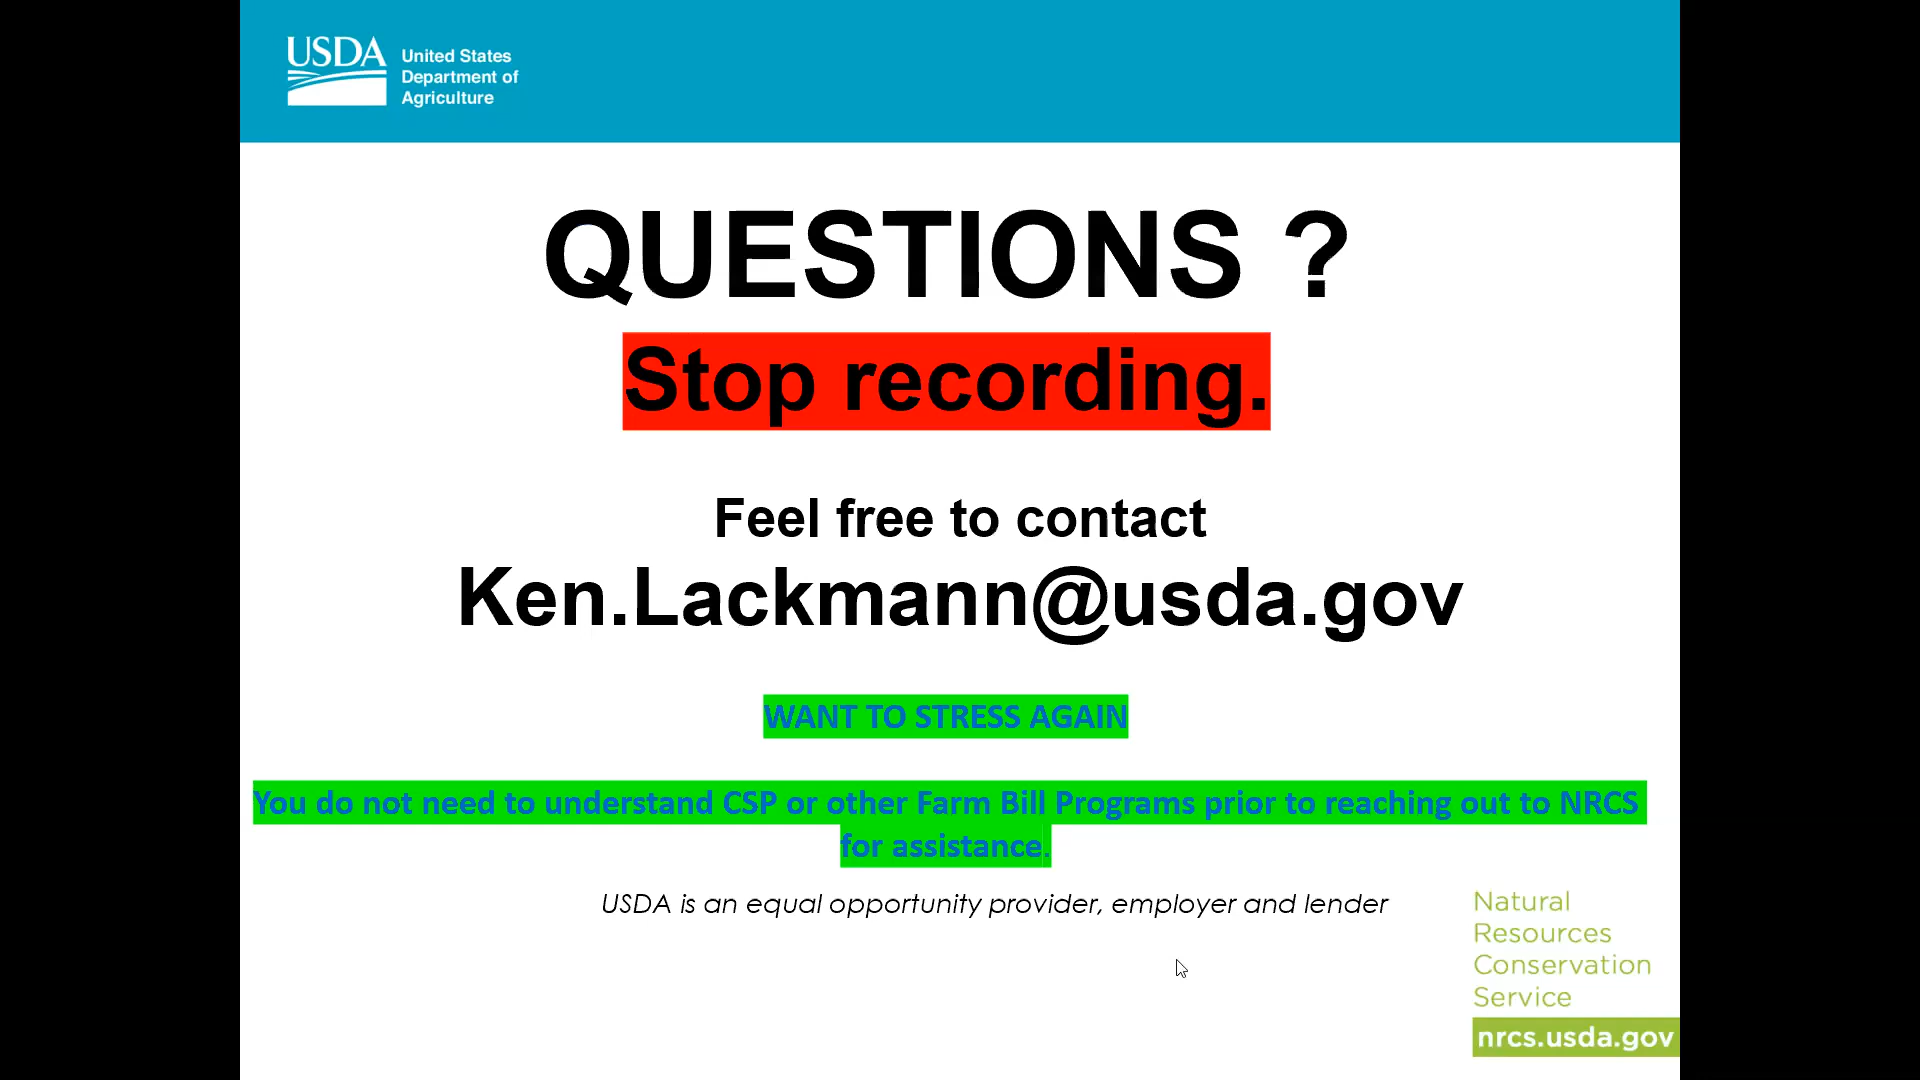 USDA
United States
Department of
Agriculture
QUESTIONS ?
Stop recording.
Feel free to contact
Ken.Lackmann@usda.gov
WANT TO STRESS AGAIN
You do not need to understand CSP or other Farm Bill Programs prior to reaching out to NRCS
for assistance.
USDA is an equal opportunity provider, employer and lender
Natural
Resources
Conservation
Service
nrcs.usda.gov